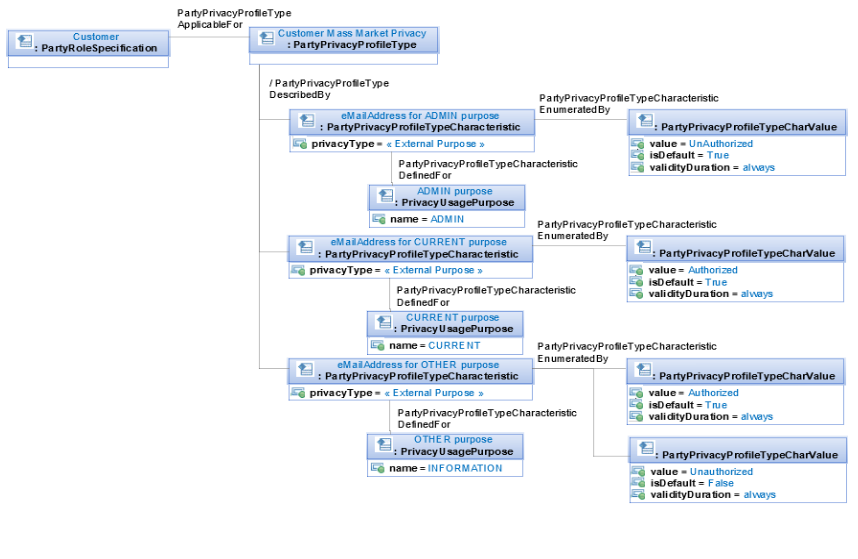 PartyPrivacyProfileType
ApplicableFor
Customer
: PartyRoleSpecification
Customer Mass Market Privacy
: PartyPrivacyProfileType
/ PartyPrivacyProfileType
DescribedBy
eMailAddress for ADMIN purpose
: PartyPrivacyProfileTypeCharacteristic
privacyType = « External Purpose »
PartyPrivacyProfileTypeCharacteristic
EnumeratedBy
: PartyPrivacyProfileTypeCharValue
value = UnAuthorized
isDefault = True
validityDuration = always
PartyPrivacyProfileTypeCharacteristic
DefinedFor
ADMIN purpose
: PrivacyUsagePurpose
name = ADMIN
eMailAddress for CURRENT purpose
: PartyPrivacyProfileTypeCharacteristic
privacyType = « External Purpose »
PartyPrivacyProfileTypeCharacteristic
EnumeratedBy
: PartyPrivacyProfileTypeCharValue
value = Authorized
isDefault = True
validityDuration = always
PartyPrivacyProfileTypeCharacteristic
DefinedFor
CURRENT purpose
: PrivacyUsagePurpose
name = CURRENT
eMailAddress for OTHER purpose
: PartyPrivacyProfileTypeCharacteristic
privacyType = « External Purpose »
PartyPrivacyProfileTypeCharacteristic
EnumeratedBy
: PartyPrivacyProfileTypeCharValue
value = Authorized
isDefault = True
validityDuration = always
PartyPrivacyProfileTypeCharacteristic
DefinedFor
OTHER purpose
: PrivacyUsagePurpose
name = INFORMATION
: PartyPrivacyProfileTypeCharValue
value = Unauthorized
isDefault = False
validityDuration = always